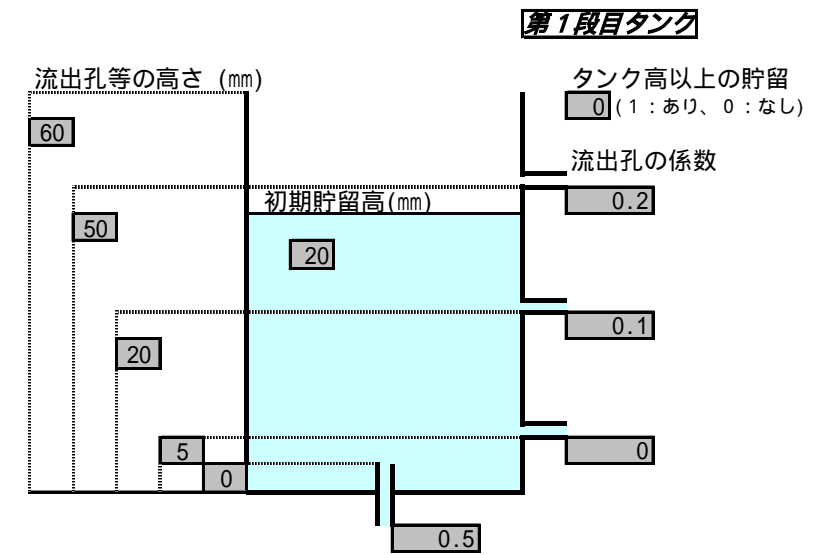 第１段目タンク
流出孔等の高さ (㎜)
タンク高以上の貯留
0 (１：あり、０：なし)
60
流出孔の係数
初期貯留高(㎜)
0.2
50
20
0.1
20
5
0
0
0.5